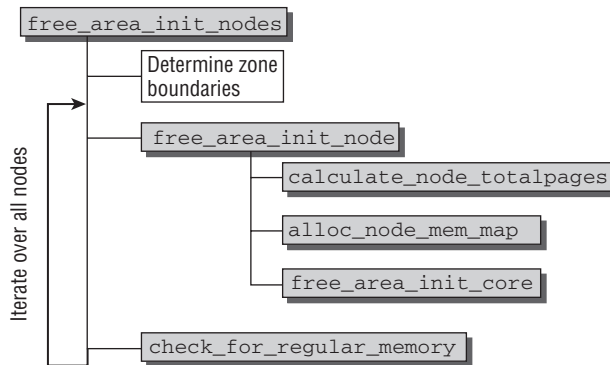 free_area_init_nodes
Determine zone
boundaries
Iterate over all nodes
free_area_init_node
calculate_node_totalpages
alloc_node_mem_map
free_area_init_core
check_for_regular_memory